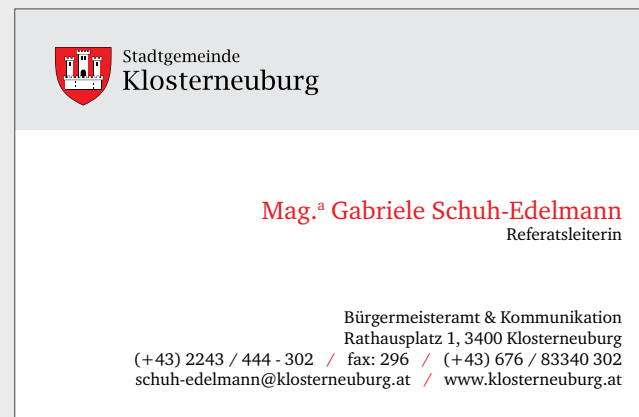 Stadtgemeinde
Klosterneuburg
Mag.ª Gabriele Schuh-Edelmann
Referatsleiterin
Bürgermeisteramt & Kommunikation
Rathausplatz 1, 3400 Klosterneuburg
(+43) 2243 / 444 - 302 / fax: 296 / (+43) 676 / 83340 302
schuh-edelmann@klosterneuburg.at / www.klosterneuburg.at